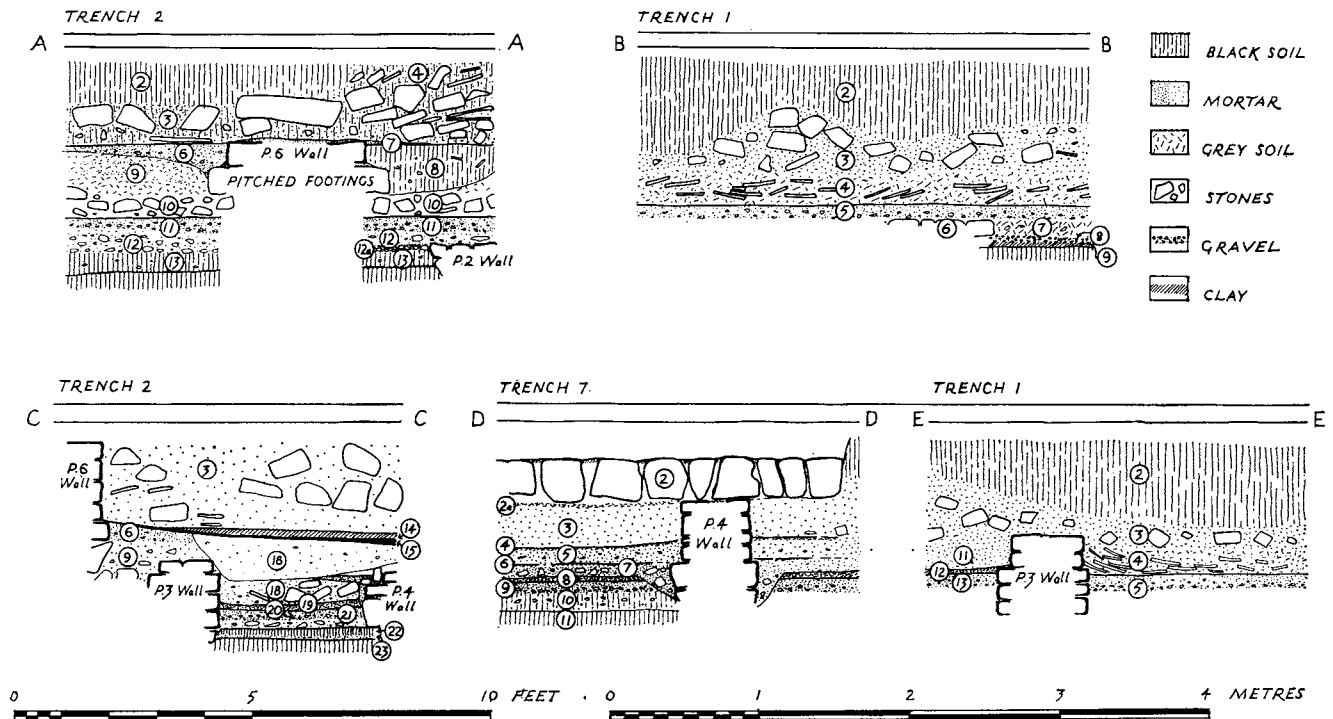 TRENCH 2
A A
② ③ ④
⑥ P.6 Wall ⑦
⑨ PITCHED FOOTINGS ⑧
⑩ ⑩
⑪ ⑪
⑫ ⑫
12a
⑬ ⑬ P.2 Wall
TRENCH 1
B B
②
③
④
⑤
⑥ ⑦ ⑧
⑨
BLACK SOIL
MORTAR
GREY SOIL
STONES
GRAVEL
CLAY
TRENCH 2
C C
P.6 Wall
③
⑥ ⑭
⑨ ⑮
⑯
P.3 Wall ⑱ ⑲ P.4 Wall
⑳ ㉑
㉒
㉓
TRENCH 7.
D D
②
2a
③ P.4 Wall
④ ⑤
⑥ ⑦
⑨ ⑧
⑩
⑪
TRENCH 1
E E
②
③
⑪ ④
⑫
⑬ P.3 Wall ⑤
0 5 10 FEET
0 1 2 3 4 METRES